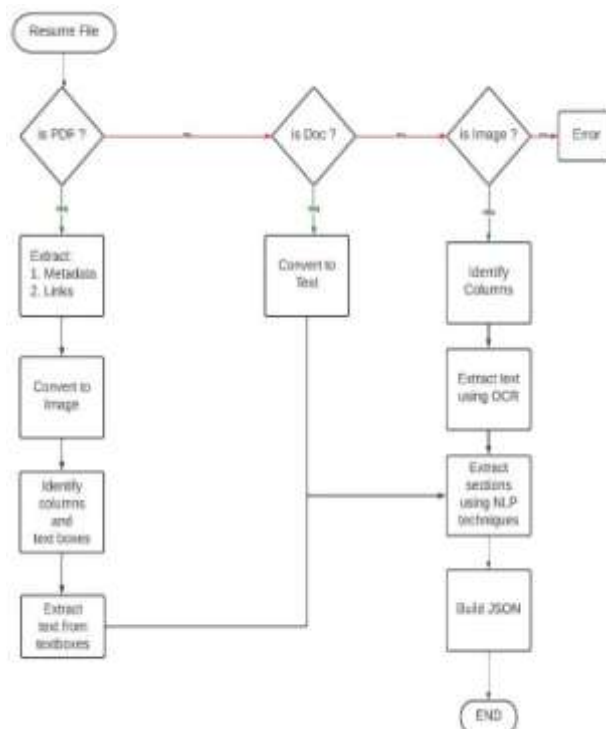 Resume File
is PDF ?
is Doc ?
is Image ?
Error
Extract:
1. Metadata
2. Links
Convert to
Text
Identify
Columns
Convert to
Image
Extract text
using OCR
Identify
columns
and
text boxes
Extract
sections
using NLP
techniques
Extract
text from
textboxes
Build JSON
END